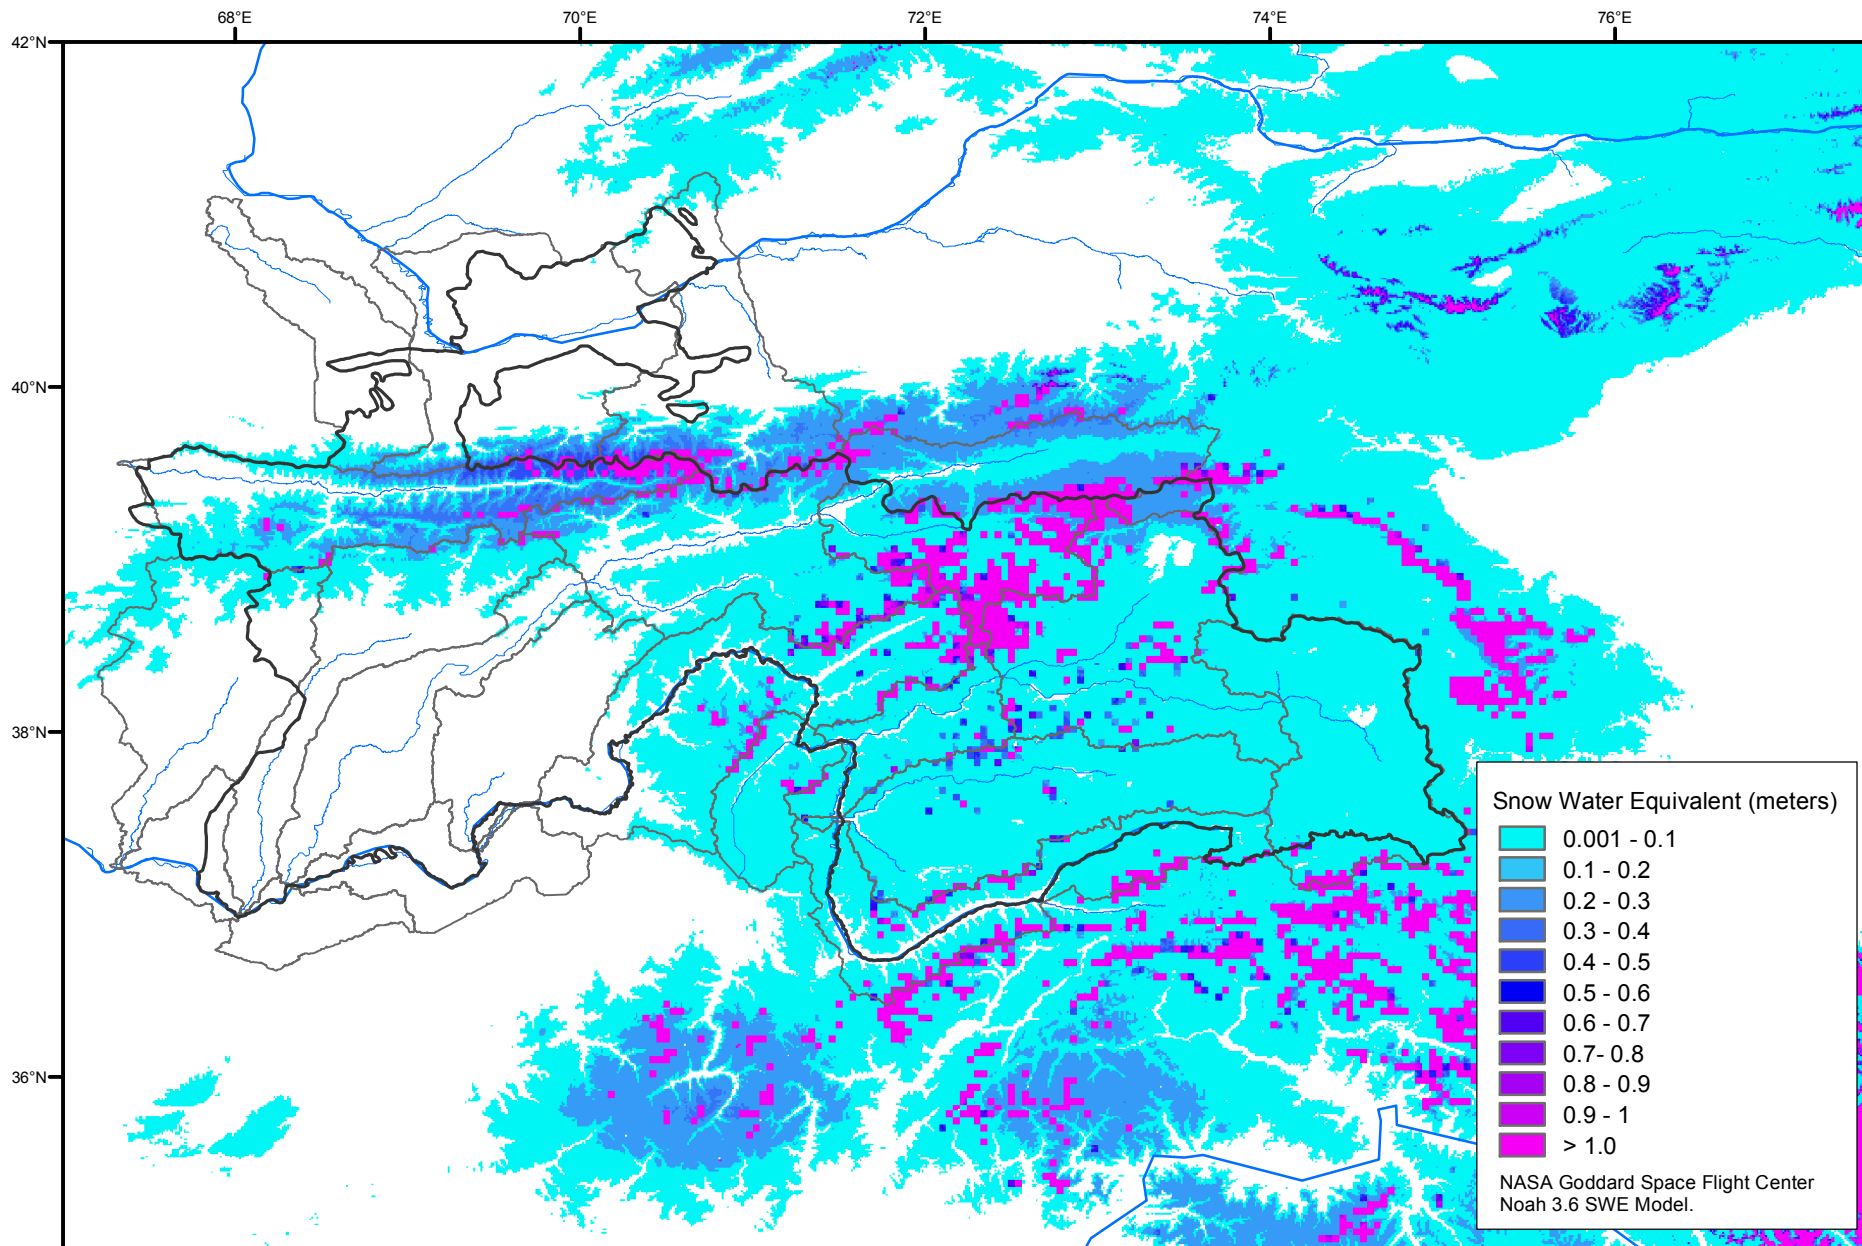 68°E 70°E 72°E 74°E 76°E
42°N
40°N
38°N
36°N
Snow Water Equivalent (meters)
0.001 - 0.1
0.1 - 0.2
0.2 - 0.3
0.3 - 0.4
0.4 - 0.5
0.5 - 0.6
0.6 - 0.7
0.7- 0.8
0.8 - 0.9
0.9 - 1
> 1.0
NASA Goddard Space Flight Center
Noah 3.6 SWE Model.